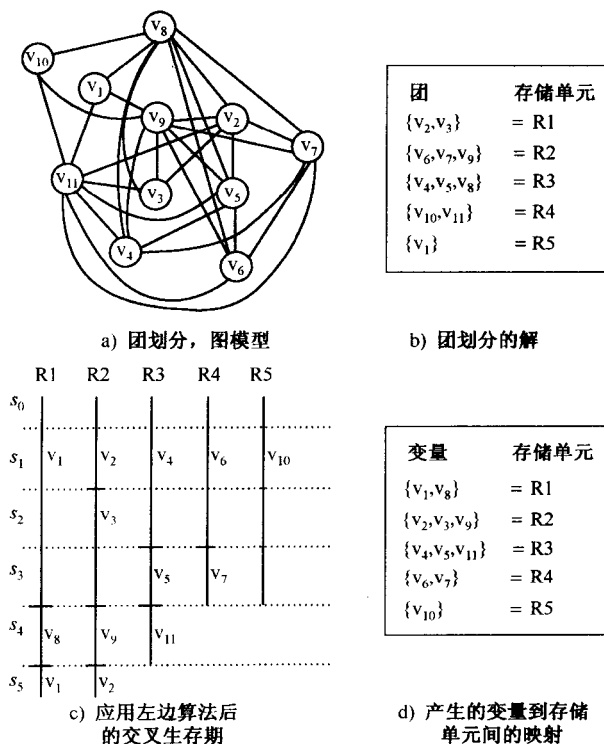 v8
v10
v1
v9
v2
v7
v11
v3
v5
v4
v6
a) 团划分，图模型
团 存储单元
{v2,v3} = R1
{v6,v7,v9} = R2
{v4,v5,v8} = R3
{v10,v11} = R4
{v1} = R5
b) 团划分的解
R1 R2 R3 R4 R5
s0
s1 v1 v2 v4 v6 v10
s2 v3
s3 v5 v7
s4 v8 v9 v11
s5 v1 v2
c) 应用左边算法后
的交叉生存期
变量 存储单元
{v1,v8} = R1
{v2,v3,v9} = R2
{v4,v5,v11} = R3
{v6,v7} = R4
{v10} = R5
d) 产生的变量到存储
单元间的映射